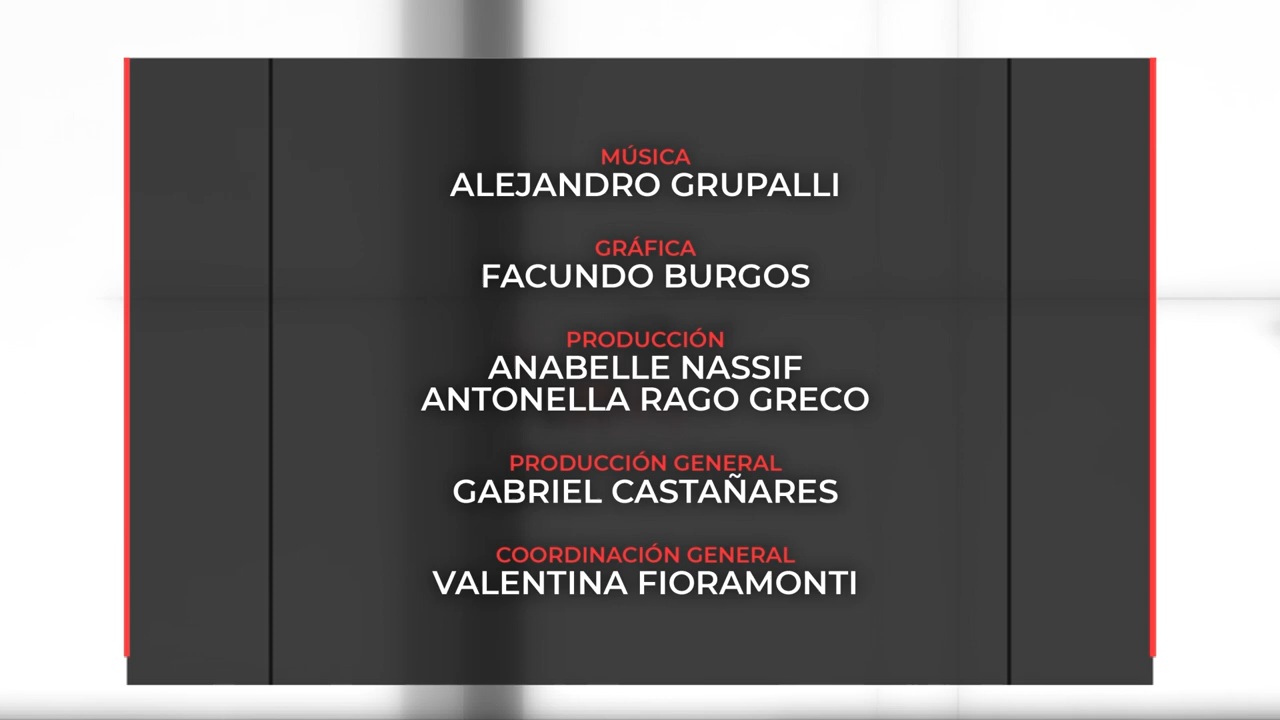 MÚSICA
ALEJANDRO GRUPALLI
GRÁFICA
FACUNDO BURGOS
PRODUCCIÓN
ANABELLE NASSIF
ANTONELLA RAGO GRECO
PRODUCCIÓN GENERAL
GABRIEL CASTAÑARES
COORDINACIÓN GENERAL
VALENTINA FIORAMONTI